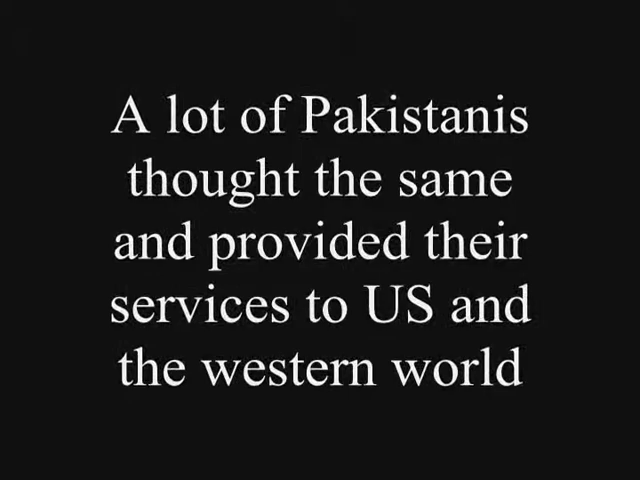 A lot of Pakistanis
thought the same
and provided their
services to US and
the western world